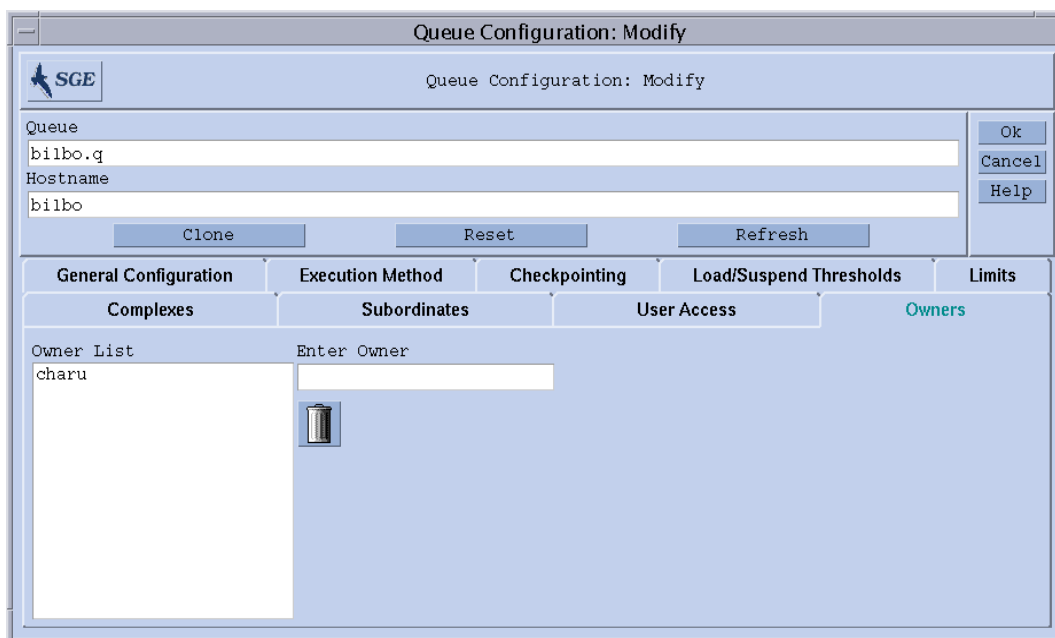 Queue Configuration: Modify
SGE
Queue Configuration: Modify
Queue
bilbo.q
Hostname
bilbo
Clone
Reset
Refresh
Ok
Cancel
Help
General Configuration
Execution Method
Checkpointing
Load/Suspend Thresholds
Limits
Complexes
Subordinates
User Access
Owners
Owner List
charu
Enter Owner